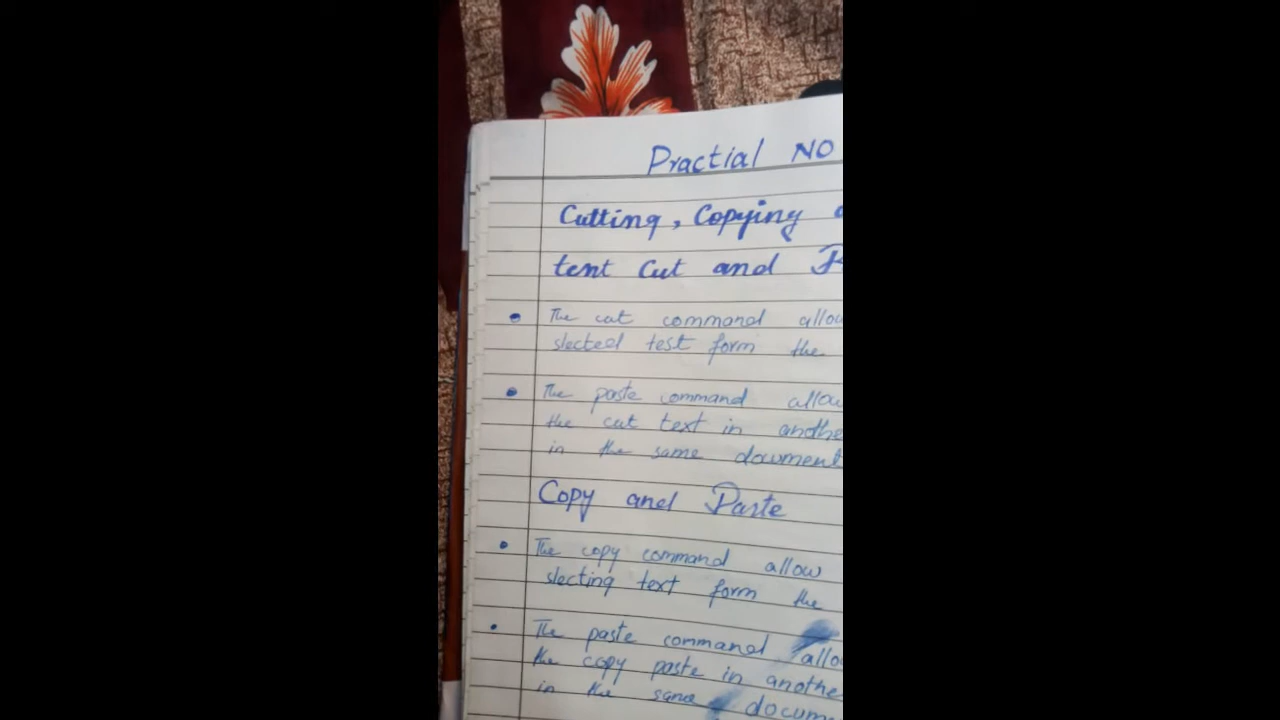 Practial NO
Cutting, Copying
tent Cut and
The cut command allow
slected test form the
The paste command allow
the cut text in anothe
in the same document
Copy and Paste
The copy command allow
slecting text form the
The paste command allo
the copy paste in anothe
in the same docum